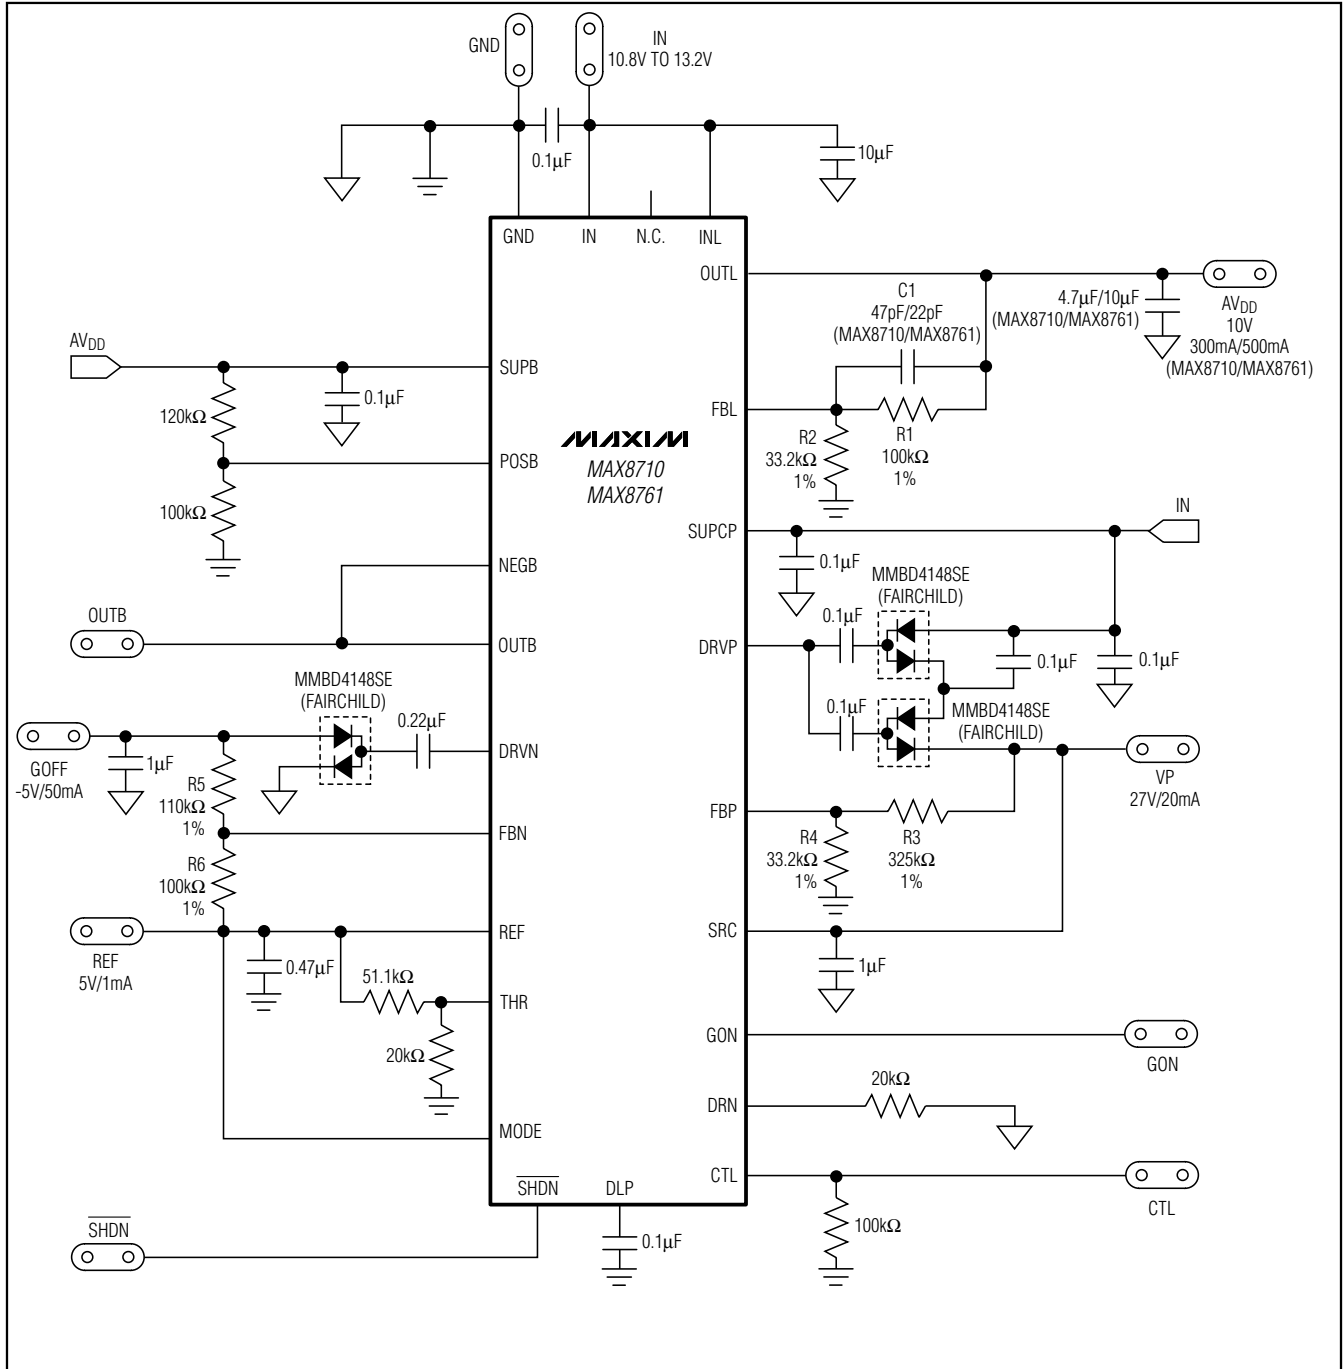 GND
IN
10.8V TO 13.2V
0.1µF
10µF
GND
IN
N.C.
INL
OUTL
C1
47pF/22pF
(MAX8710/MAX8761)
4.7µF/10µF
(MAX8710/MAX8761)
AVDD
10V
300mA/500mA
(MAX8710/MAX8761)
AVDD
SUPB
0.1µF
120kΩ
FBL
R2
33.2kΩ
1%
R1
100kΩ
1%
MAXIM
MAX8710
MAX8761
POSB
100kΩ
SUPCP
IN
0.1µF
NEGB
MMBD4148SE
(FAIRCHILD)
OUTB
OUTB
DRVP
0.1µF
0.1µF
0.1µF
MMBD4148SE
(FAIRCHILD)
0.22µF
0.1µF
MMBD4148SE
(FAIRCHILD)
GOFF
-5V/50mA
1µF
DRVN
VP
27V/20mA
R5
110kΩ
1%
FBN
FBP
R4
33.2kΩ
1%
R3
325kΩ
1%
R6
100kΩ
1%
REF
5V/1mA
REF
SRC
0.47µF
51.1kΩ
THR
1µF
20kΩ
GON
GON
DRN
20kΩ
MODE
CTL
CTL
100kΩ
SHDN
DLP
SHDN
0.1µF